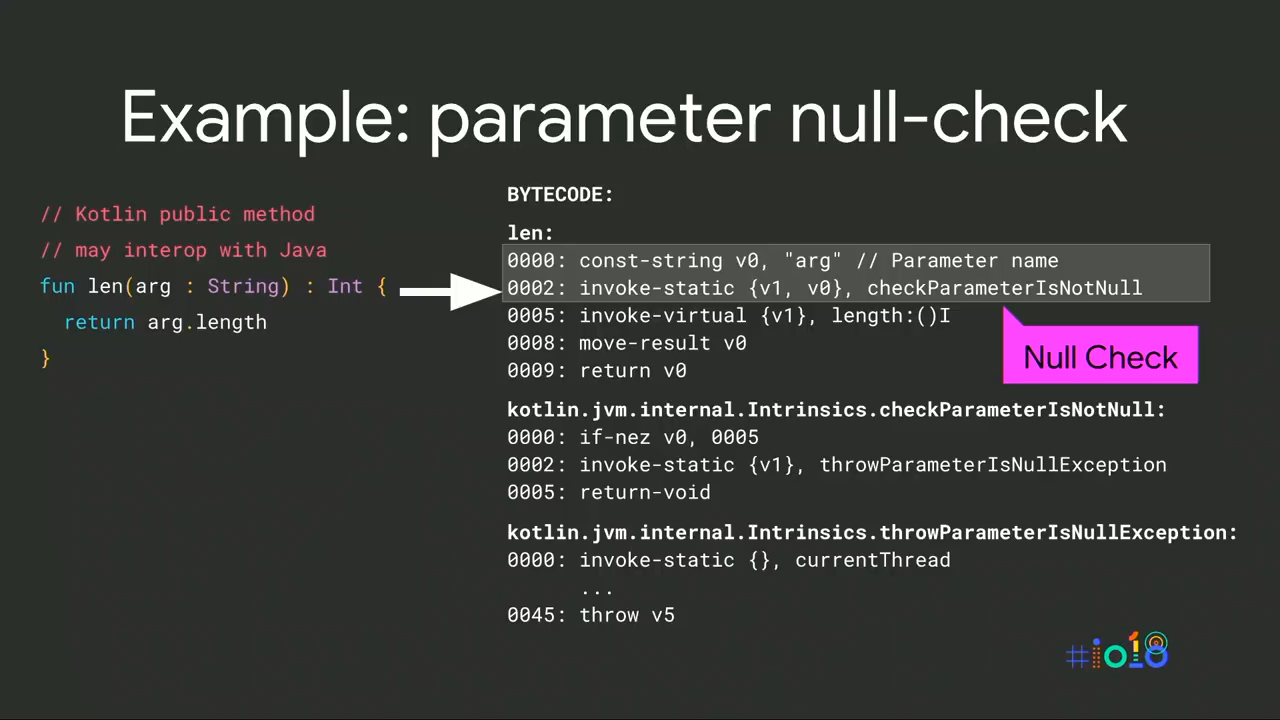 Example: parameter null-check
// Kotlin public method
// may interop with Java
fun len(arg : String) : Int {
  return arg.length
}
BYTECODE:
len:
0000: const-string v0, "arg" // Parameter name
0002: invoke-static {v1, v0}, checkParameterIsNotNull
0005: invoke-virtual {v1}, length:()I
0008: move-result v0
0009: return v0
Null Check
kotlin.jvm.internal.Intrinsics.checkParameterIsNotNull:
0000: if-nez v0, 0005
0002: invoke-static {v1}, throwParameterIsNullException
0005: return-void
kotlin.jvm.internal.Intrinsics.throwParameterIsNullException:
0000: invoke-static {}, currentThread
...
0045: throw v5
#io18